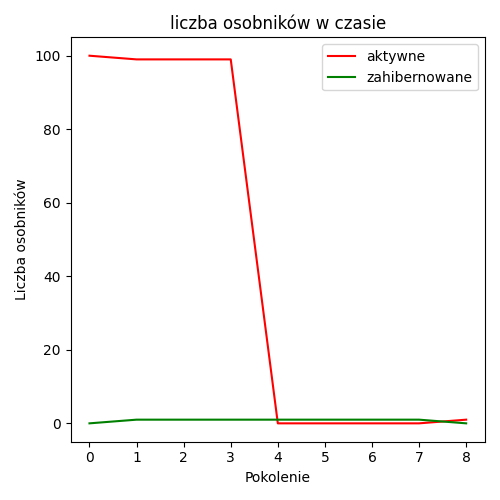 liczba osobników w czasie
aktywne
zahibernowane
Liczba osobników
100
80
60
40
20
0
0 1 2 3 4 5 6 7 8
Pokolenie